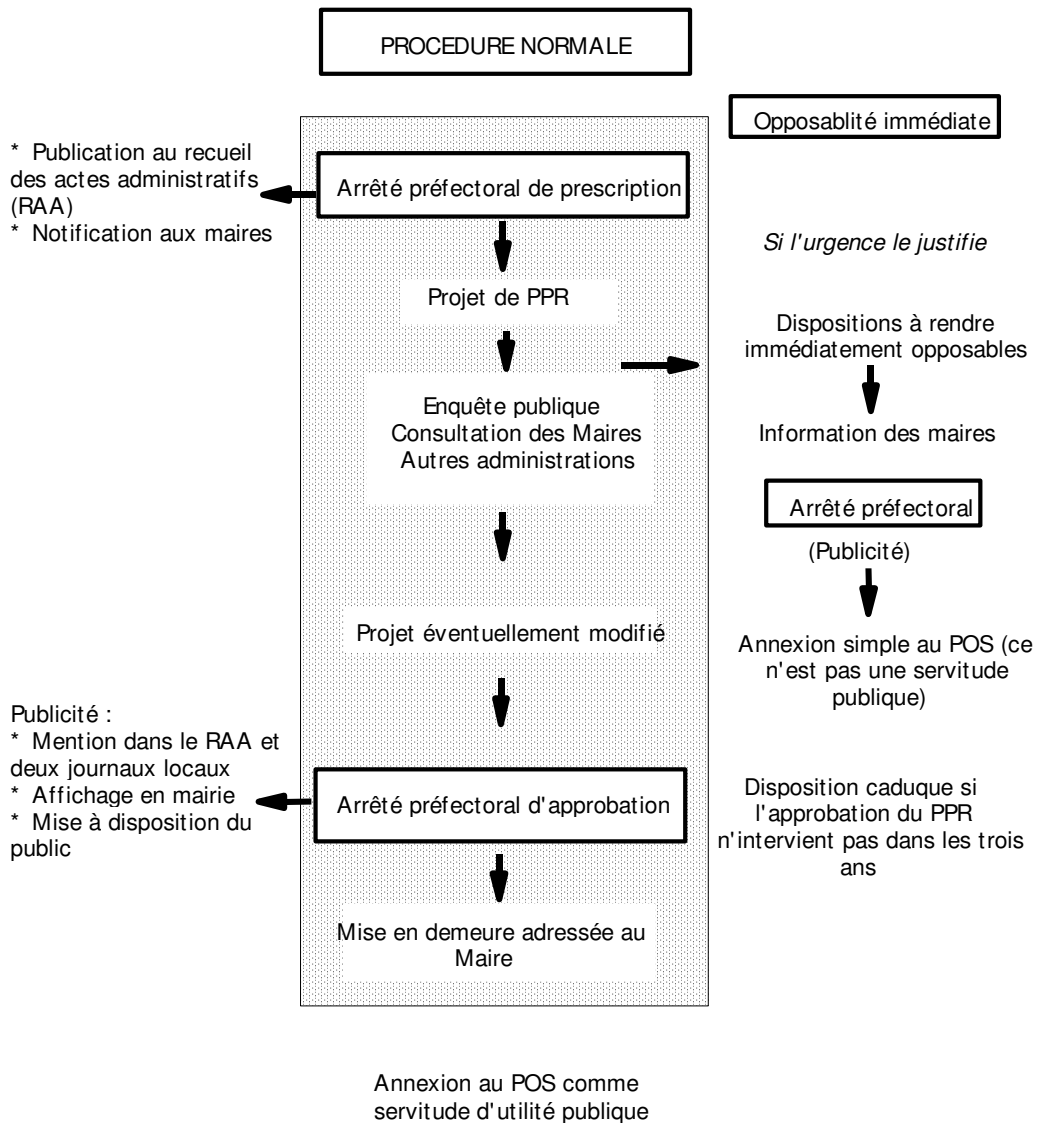 PROCEDURE NORMALE
Opposablité immédiate
* Publication au recueil
des actes administratifs
(RAA)
* Notification aux maires
Arrêté préfectoral de prescription
Si l'urgence le justifie
Projet de PPR
Dispositions à rendre
immédiatement opposables
Enquête publique
Consultation des Maires
Autres administrations
Information des maires
Arrêté préfectoral
(Publicité)
Projet éventuellement modifié
Annexion simple au POS (ce
n'est pas une servitude
publique)
Publicité :
* Mention dans le RAA et
deux journaux locaux
* Affichage en mairie
* Mise à disposition du
public
Arrêté préfectoral d'approbation
Disposition caduque si
l'approbation du PPR
n'intervient pas dans les trois
ans
Mise en demeure adressée au
Maire
Annexion au POS comme
servitude d'utilité publique